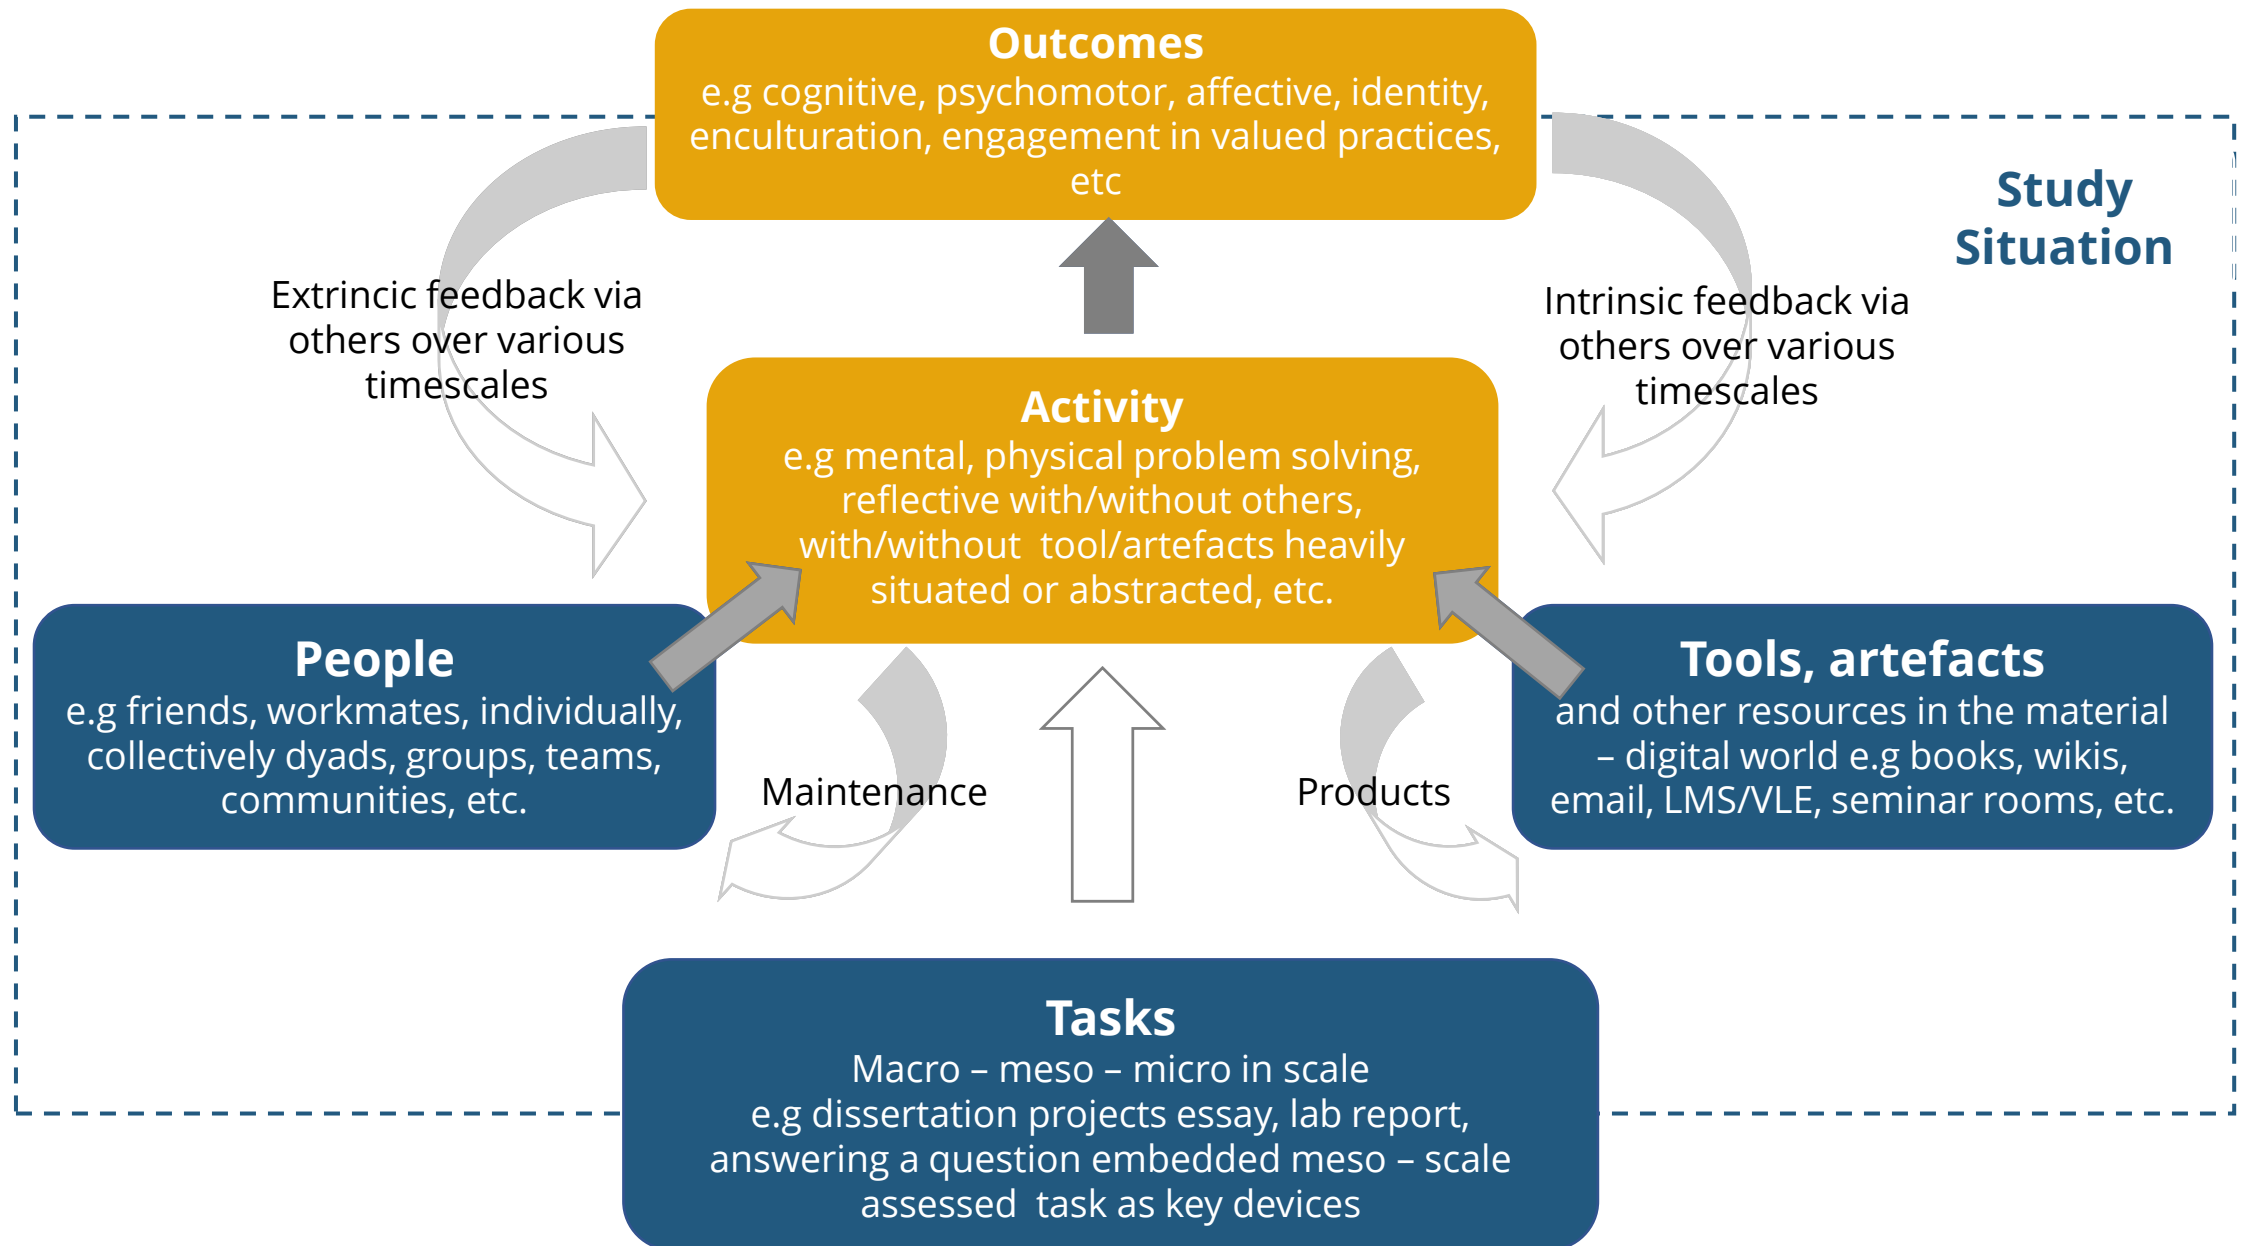 Outcomes
e.g cognitive, psychomotor, affective, identity,
enculturation, engagement in valued practices,
etc
Study
Situation
Extrincic feedback via
others over various
timescales
Intrinsic feedback via
others over various
timescales
Activity
e.g mental, physical problem solving,
reflective with/without others,
with/without  tool/artefacts heavily
situated or abstracted, etc.
People
e.g friends, workmates, individually,
collectively dyads, groups, teams,
communities, etc.
Tools, artefacts
and other resources in the material
– digital world e.g books, wikis,
email, LMS/VLE, seminar rooms, etc.
Maintenance
Products
Tasks
Macro – meso – micro in scale
e.g dissertation projects essay, lab report,
answering a question embedded meso – scale
assessed  task as key devices